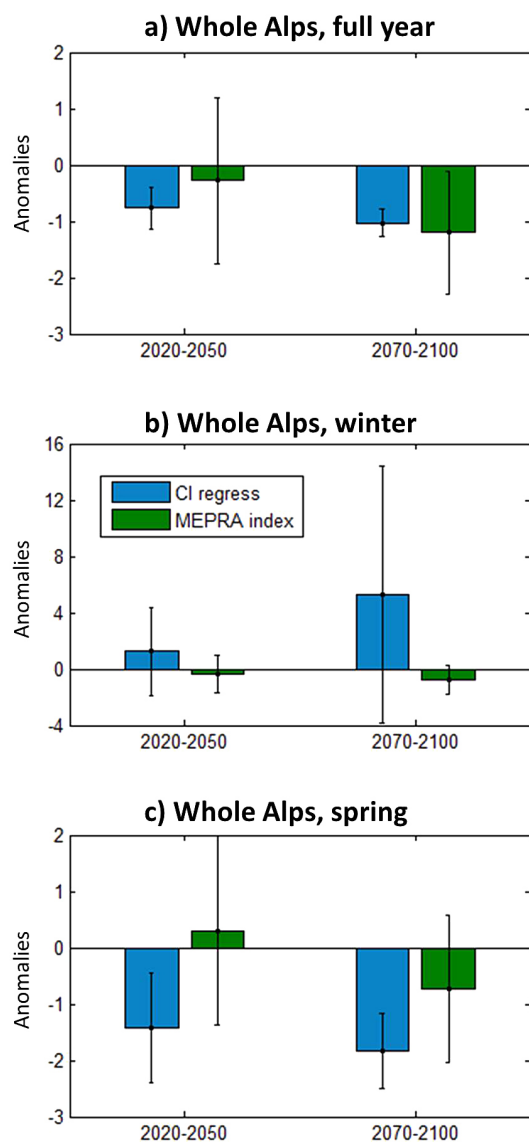 a) Whole Alps, full year
2
1
0
-1
-2
-3
Anomalies
2020-2050 2070-2100
b) Whole Alps, winter
16
12
8
4
0
-4
Anomalies
CI regress
MEPRA index
2020-2050 2070-2100
c) Whole Alps, spring
2
1
0
-1
-2
-3
Anomalies
2020-2050 2070-2100